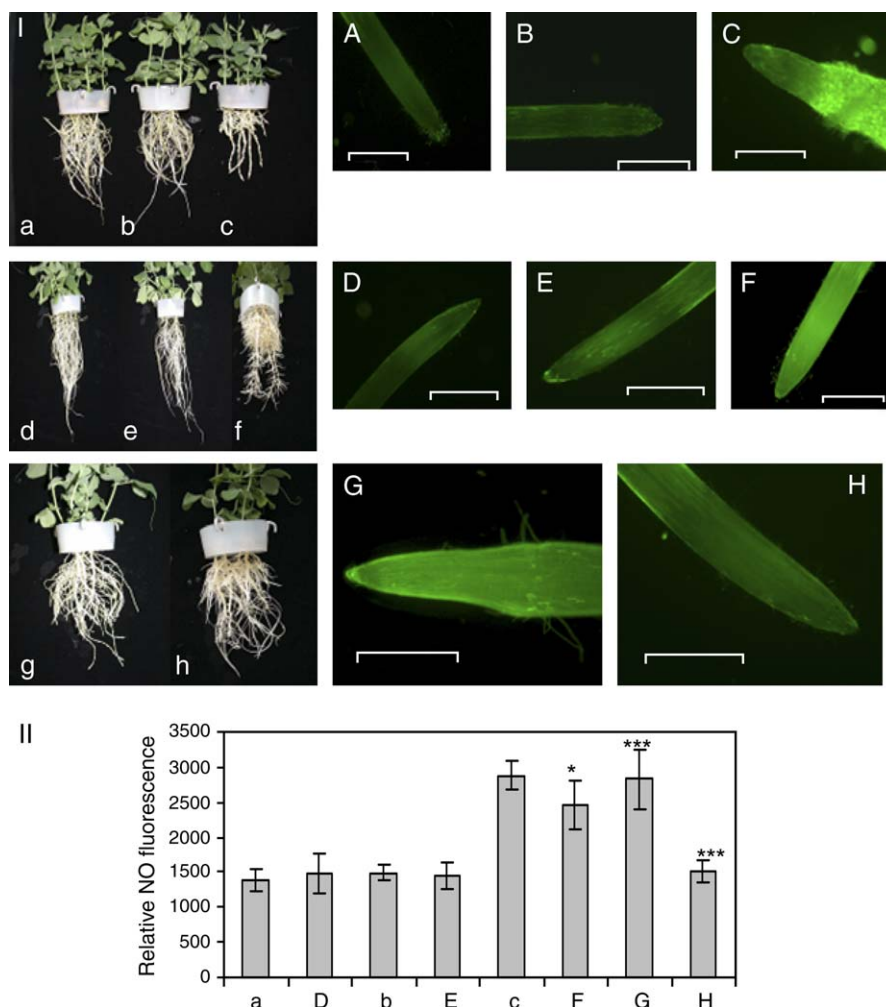 I
a
b
c
A
B
C
d
e
f
D
E
F
g
h
G
H
II
Relative NO fluorescence
3500
3000
2500
2000
1500
1000
500
0
*
***
***
a D b E c F G H